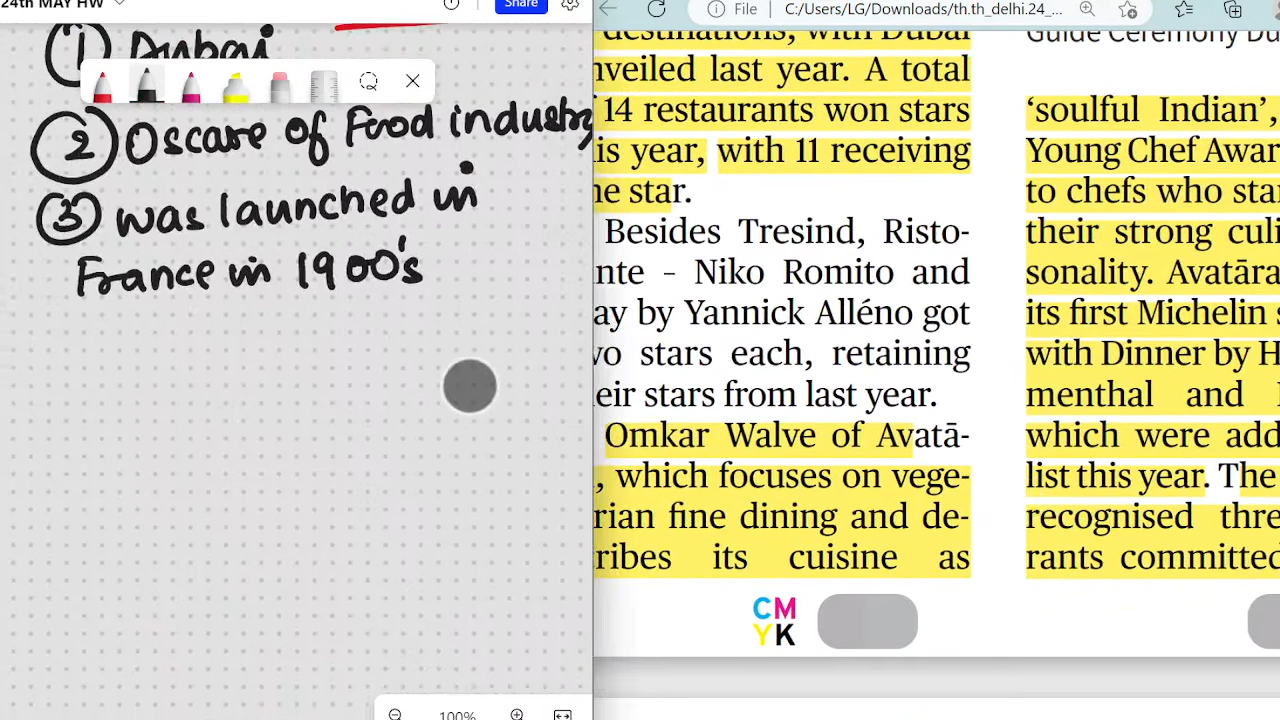 24th MAY HW
Share
① Dubai
② Oscare of Food industry
③ was launched in
France in 1900's
100%
File
C:/Users/LG/Downloads/th.th_delhi.24_...
destinations, with Dubai
nveiled last year. A total
f 14 restaurants won stars
is year, with 11 receiving
ne star.
Besides Tresind, Risto-
nte – Niko Romito and
ay by Yannick Alléno got
wo stars each, retaining
eir stars from last year.
Omkar Walve of Avatā-
, which focuses on vege-
rian fine dining and de-
ribes its cuisine as
CM
YK
Guide Ceremony Du
‘soulful Indian’,
Young Chef Awar
to chefs who star
their strong culi
sonality. Avatāra
its first Michelin s
with Dinner by H
menthal and
which were add
list this year. The
recognised thre
rants committed